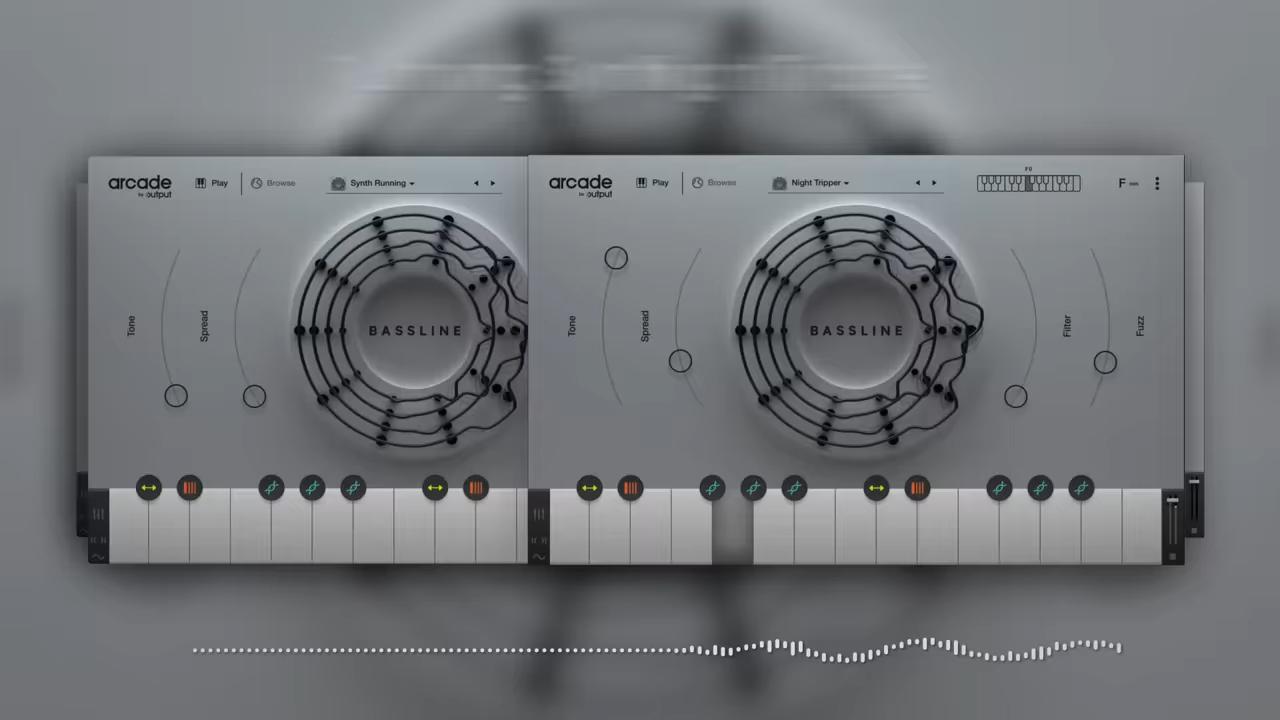 arcade
by output
Play
Browse
Synth Running
Tone
Spread
BASSLINE
arcade
by output
Play
Browse
Night Tripper
F0
F
Tone
Spread
BASSLINE
Filter
Fuzz